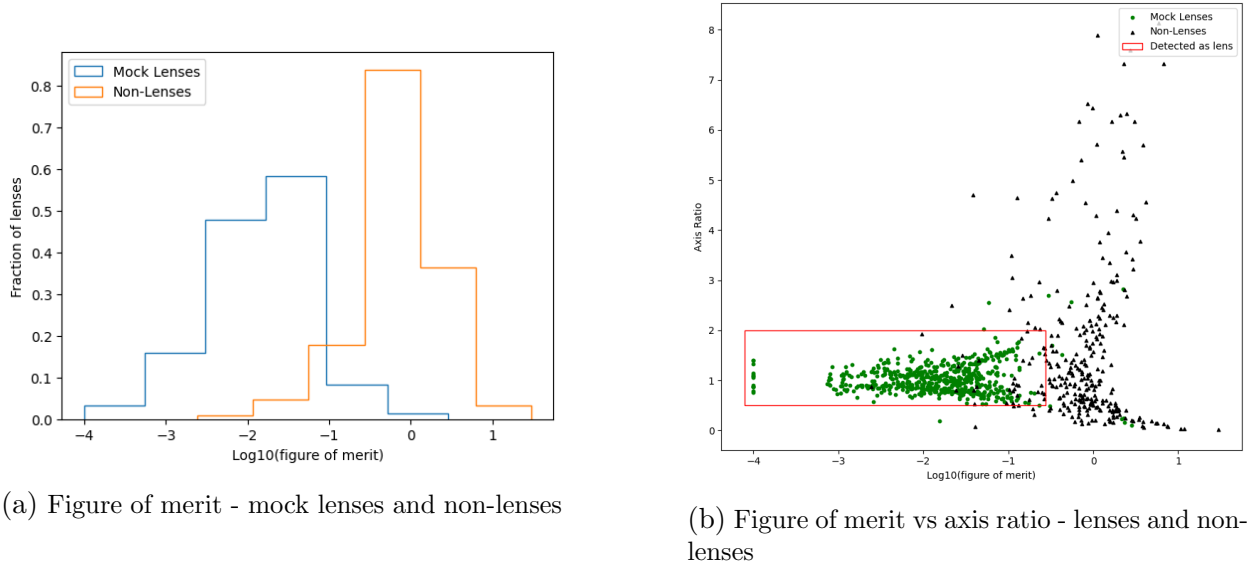 Mock Lenses
Non-Lenses
Fraction of lenses
0.8
0.7
0.6
0.5
0.4
0.3
0.2
0.1
0.0
−4 −3 −2 −1 0 1
Log10(figure of merit)
(a) Figure of merit - mock lenses and non-lenses
Mock Lenses
Non-Lenses
Detected as lens
Axis Ratio
8
7
6
5
4
3
2
1
0
−4 −3 −2 −1 0 1
Log10(figure of merit)
(b) Figure of merit vs axis ratio - lenses and non-
lenses